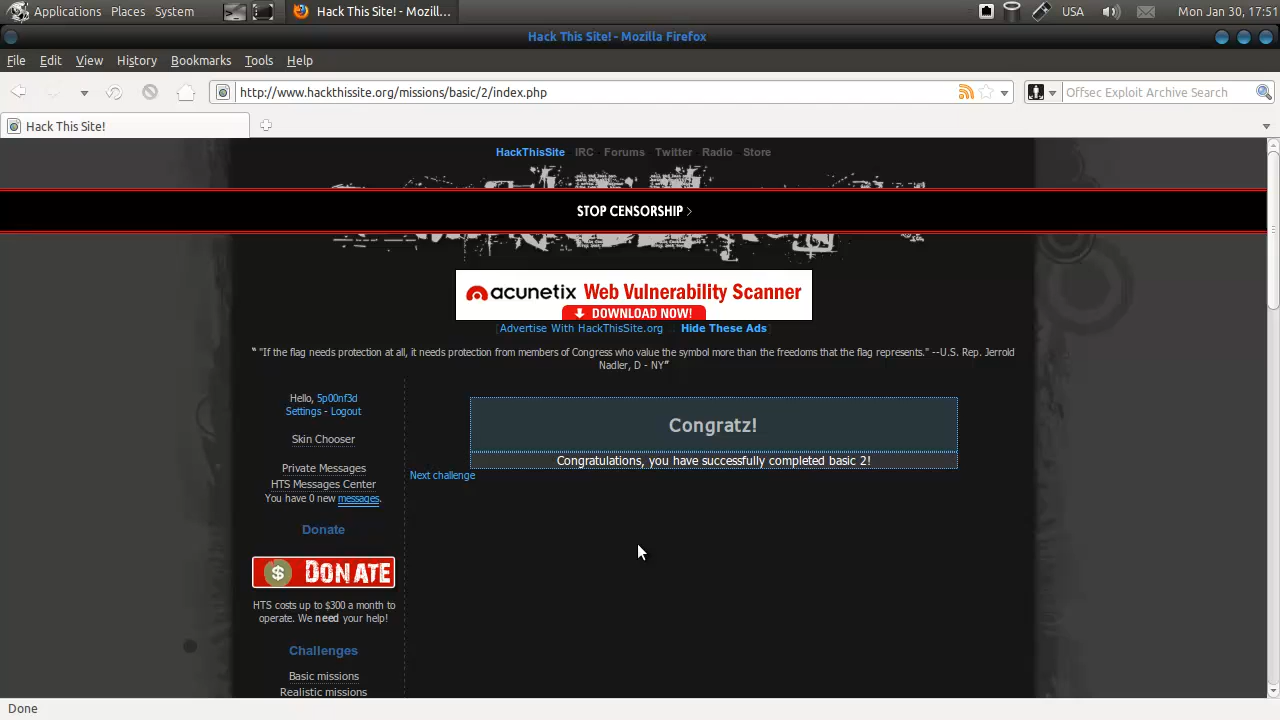 Applications Places System Hack This Site! - Mozill... USA Mon Jan 30, 17:51
Hack This Site! - Mozilla Firefox
File Edit View History Bookmarks Tools Help
http://www.hackthissite.org/missions/basic/2/index.php Offsec Exploit Archive Search
Hack This Site!
HackThisSite IRC Forums Twitter Radio Store
STOP CENSORSHIP >
acunetix Web Vulnerability Scanner
DOWNLOAD NOW!
[Advertise With HackThisSite.org Hide These Ads]
“ "If the flag needs protection at all, it needs protection from members of Congress who value the symbol more than the freedoms that the flag represents." --U.S. Rep. Jerrold
Nadler, D - NY”
Hello, 5p00nf3d
Settings - Logout
Skin Chooser
Private Messages
HTS Messages Center
You have 0 new messages.
Donate
$ DONATE
HTS costs up to $300 a month to
operate. We need your help!
Challenges
Basic missions
Realistic missions
Congratz!
Congratulations, you have successfully completed basic 2!
Next challenge
Done